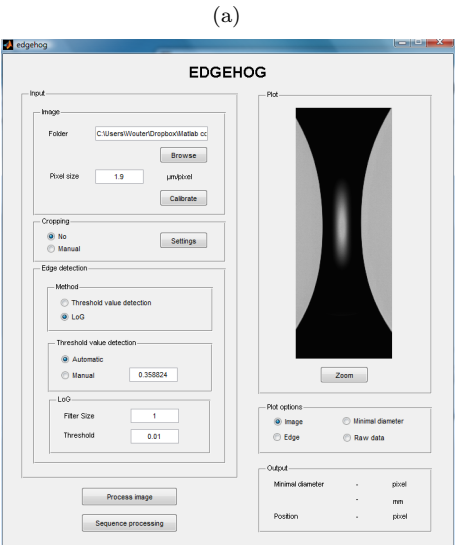 (a)
edgehog
EDGEHOG
Input
Image
Folder C:\Users\Wouter\Dropbox\Matlab cc
Browse
Pixel size 1.9 µm/pixel
Calibrate
Cropping
No
Manual
Settings
Edge detection
Method
Threshold value detection
LoG
Threshold value detection
Automatic
Manual 0.358824
LoG
Filter Size 1
Threshold 0.01
Process image
Sequence processing
Plot
Zoom
Plot options
Image Minimal diameter
Edge Raw data
Output
Minimal diameter - pixel
- mm
Position - pixel